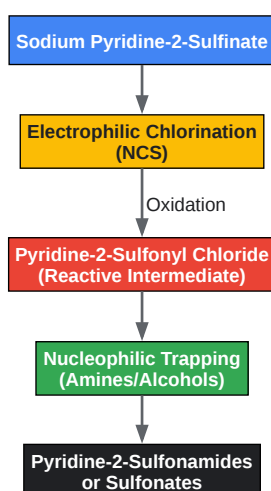 Sodium Pyridine-2-Sulfinate
Electrophilic Chlorination
(NCS)
Oxidation
Pyridine-2-Sulfonyl Chloride
(Reactive Intermediate)
Nucleophilic Trapping
(Amines/Alcohols)
Pyridine-2-Sulfonamides
or Sulfonates